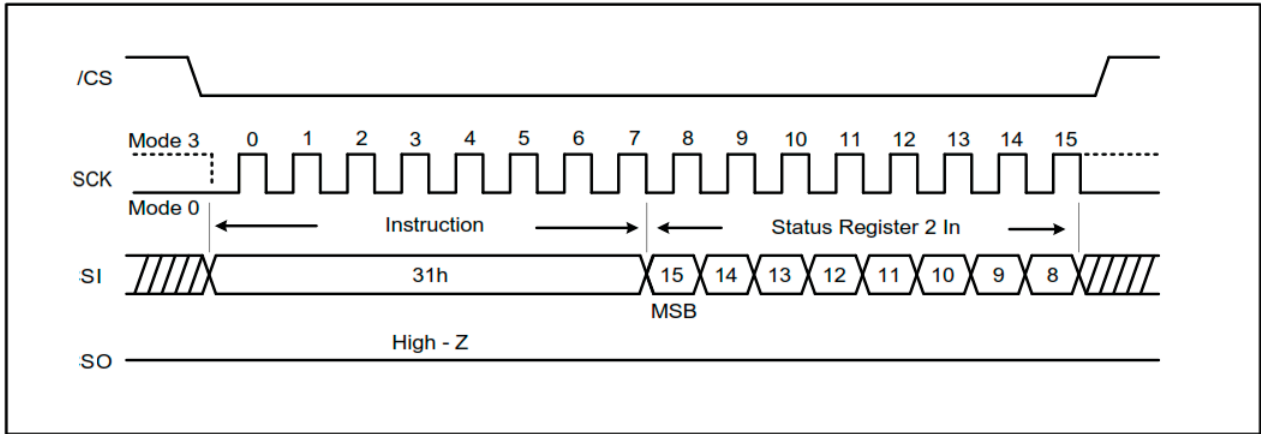 /CS
Mode 3 0 1 2 3 4 5 6 7 8 9 10 11 12 13 14 15
SCK
Mode 0
Instruction Status Register 2 In
SI 31h 15 14 13 12 11 10 9 8
MSB
High - Z
SO